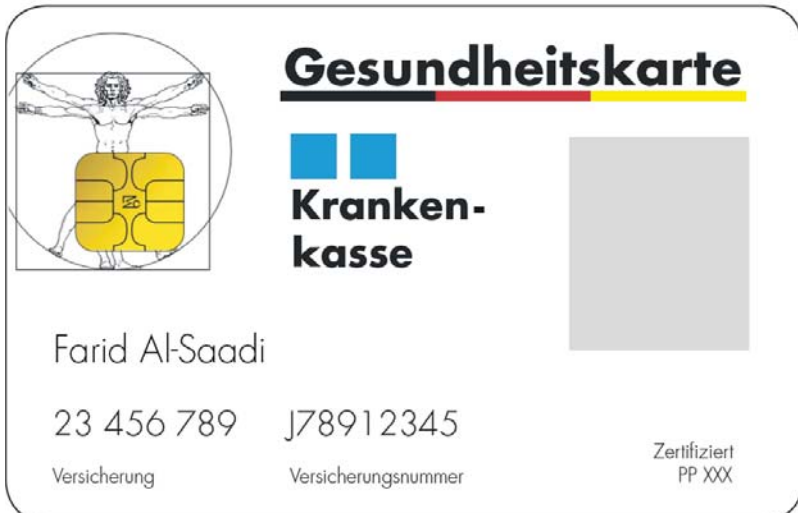 Gesundheitskarte
Kranken-
kasse
Farid Al-Saadi
23 456 789 J78912345
Versicherung Versicherungsnummer
Zertifiziert
PP XXX